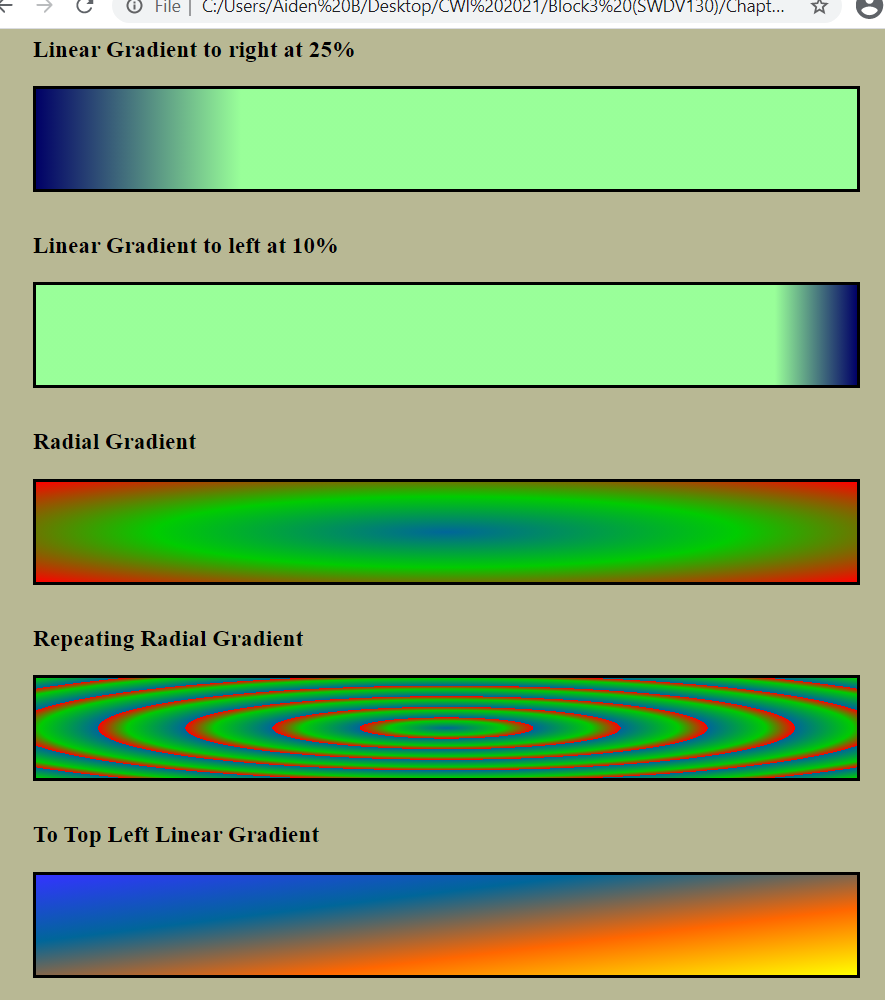 File | C:/Users/Aiden%20B/Desktop/CWI%202021/Block3%20(SWDV130)/Chapt...
Linear Gradient to right at 25%
Linear Gradient to left at 10%
Radial Gradient
Repeating Radial Gradient
To Top Left Linear Gradient